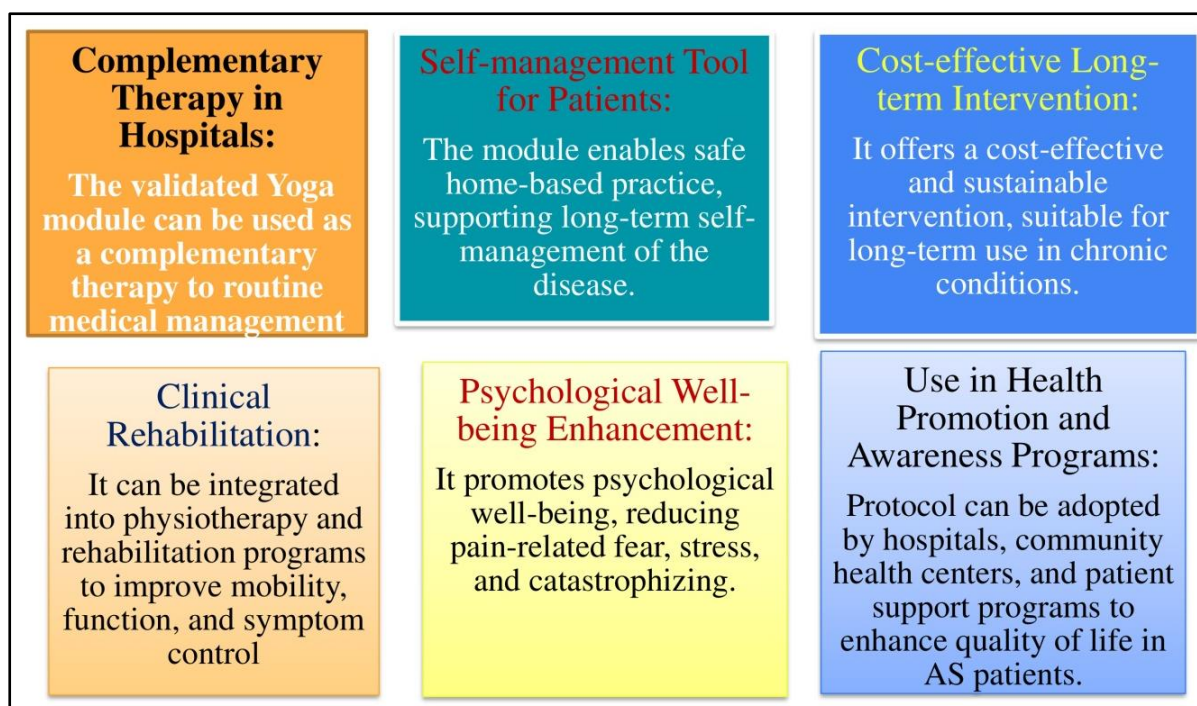 Complementary
Therapy in
Hospitals:
The validated Yoga
module can be used as
a complementary
therapy to routine
medical management
Self-management Tool
for Patients:
The module enables safe
home-based practice,
supporting long-term self-
management of the
disease.
Cost-effective Long-
term Intervention:
It offers a cost-effective
and sustainable
intervention, suitable for
long-term use in chronic
conditions.
Clinical
Rehabilitation:
It can be integrated
into physiotherapy and
rehabilitation programs
to improve mobility,
function, and symptom
control
Psychological Well-
being Enhancement:
It promotes psychological
well-being, reducing
pain-related fear, stress,
and catastrophizing.
Use in Health
Promotion and
Awareness Programs:
Protocol can be adopted
by hospitals, community
health centers, and patient
support programs to
enhance quality of life in
AS patients.